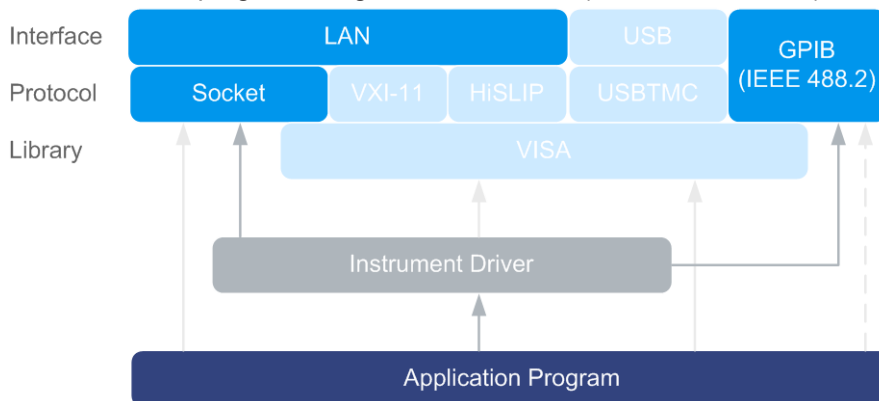 Interface
LAN
USB
GPIB
(IEEE 488.2)
Protocol
Socket
VXI-11
HiSLIP
USBTMC
Library
VISA
Instrument Driver
Application Program